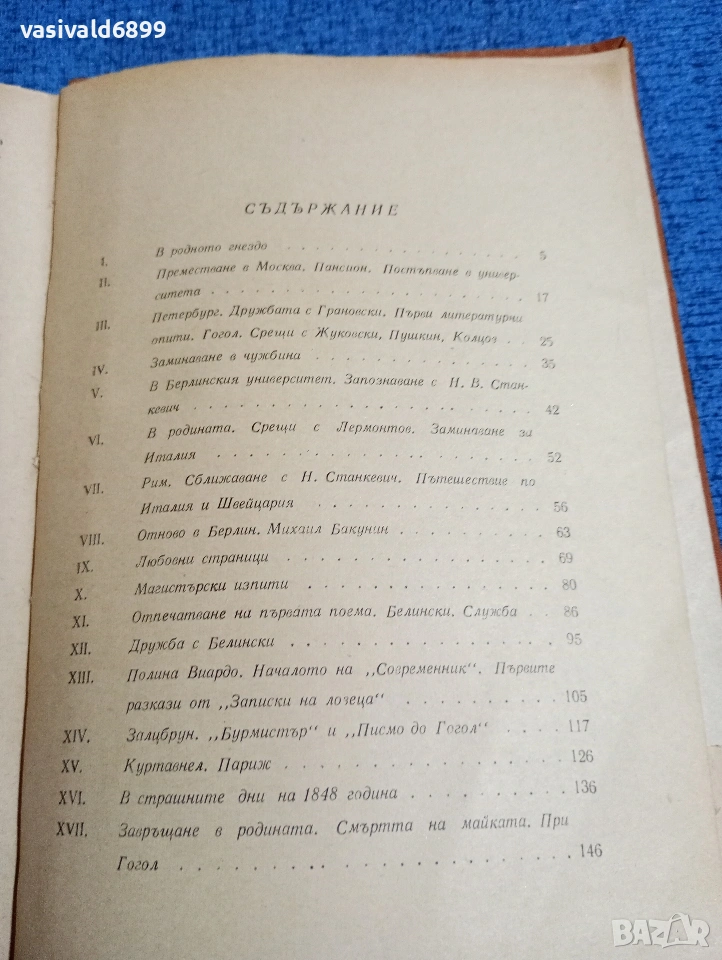 vasivald6899
СЪДЪРЖАНИЕ
I. В родното гнездо . . . . . . . . . . . . . . 5
II. Преместване в Москва. Пансион. Постъпване в универ-
ситета . . . . . . . . . . . . . . . . . 17
III. Петербург. Дружбата с Грановски. Първи литературни
опити. Гогол. Срещи с Жуковски, Пушкин, Колцов . . 25
IV. Заминаване в чужбина . . . . . . . . . . . . 35
V. В Берлинския университет. Запознаване с Н. В. Стан-
кевич . . . . . . . . . . . . . . . . . 42
VI. В родината. Срещи с Лермонтов. Заминаване за
Италия . . . . . . . . . . . . . . . . 52
VII. Рим. Сближаване с Н. Станкевич. Пътешествие по
Италия и Швейцария . . . . . . . . . . . . 56
VIII. Отново в Берлин. Михаил Бакунин . . . . . . . 63
IX. Любовни страници . . . . . . . . . . . . . 69
X. Магистърски изпити . . . . . . . . . . . . 80
XI. Отпечатване на първата поема. Белински. Служба . . 86
XII. Дружба с Белински . . . . . . . . . . . . 95
XIII. Полина Виардо. Началото на „Современник“. Първите
разкази от „Записки на ловеца“ . . . . . . . . 105
XIV. Залцбрун. „Бурмистър“ и „Писмо до Гогол“ . . . . 117
XV. Куртавнел. Париж . . . . . . . . . . . . . 126
XVI. В страшните дни на 1848 година . . . . . . . . 136
XVII. Завръщане в родината. Смъртта на майката. При
Гогол . . . . . . . . . . . . . . . . . 146
BAZAR